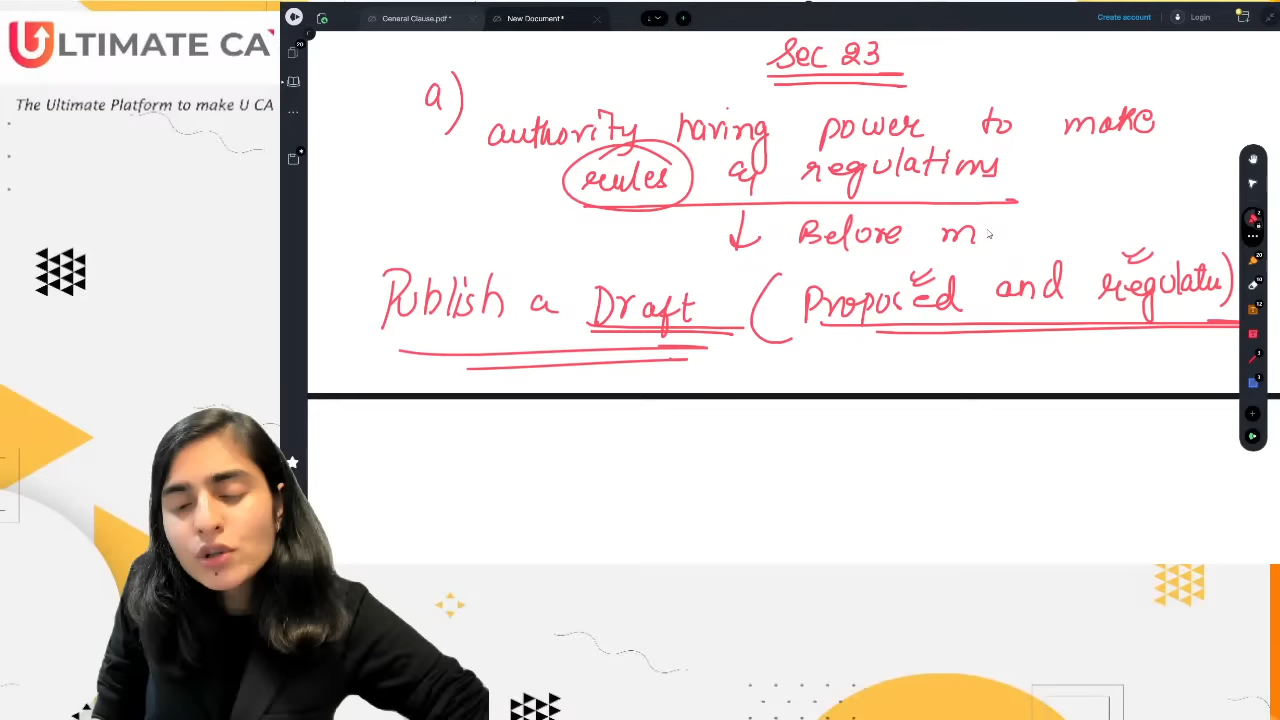 General Clause.pdf *
New Document*
Create account
Login
ULTIMATE CA
The Ultimate Platform to make U CA
Sec 23
a)
authority having power to make
rules or regulations
↓ Before m
Publish a Draft (Proposed and regulatu)